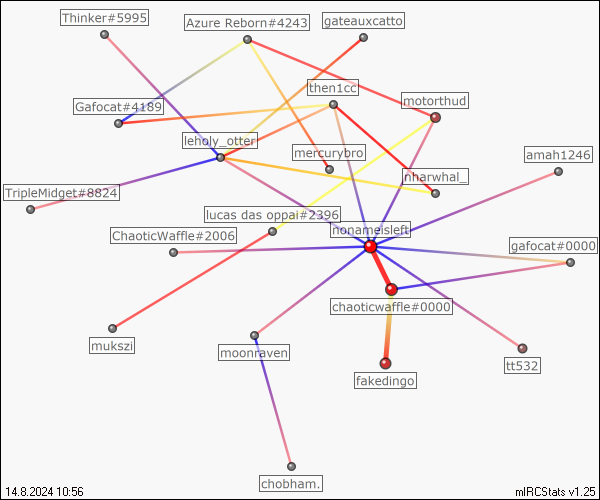 Thinker#5995
Azure Reborn#4243
gateauxcatto
then1cc
motorthud
Gafocat#4189
leholy_otter
mercurybro
amah1246
nharwhal_
TripleMidget#8824
lucas das oppai#2396
nonameisleft
ChaoticWaffle#2006
gafocat#0000
chaoticwaffle#0000
mukszi
moonraven
tt532
fakedingo
chobham.
14.8.2024 10:56
mIRCStats v1.25